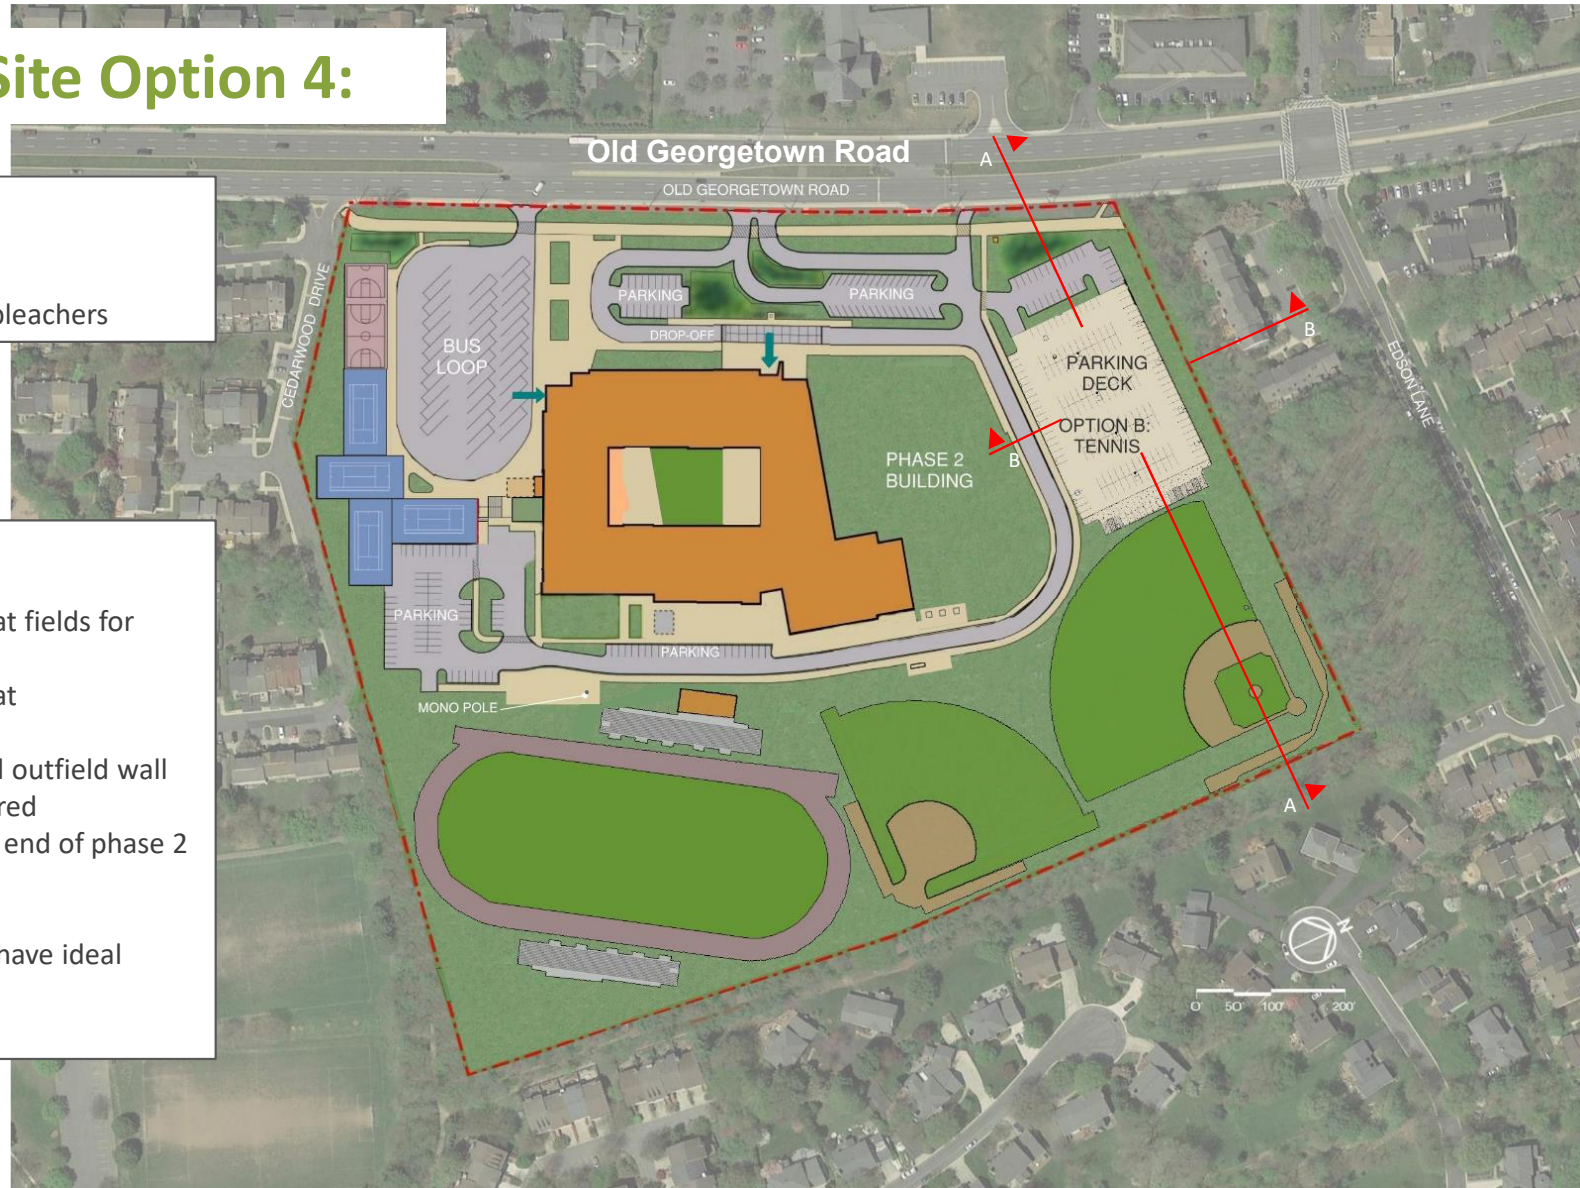 Site Option 4:
bleachers
at fields for
at
l outfield wall
red
end of phase 2
have ideal
Old Georgetown Road
OLD GEORGETOWN ROAD
A
CEDARWOOD DRIVE
PARKING
PARKING
DROP-OFF
BUS
LOOP
B
EDSON LANE
PARKING
DECK
OPTION B:
TENNIS
B
PHASE 2
BUILDING
PARKING
PARKING
MONO POLE
A
N
0' 50' 100' 200'